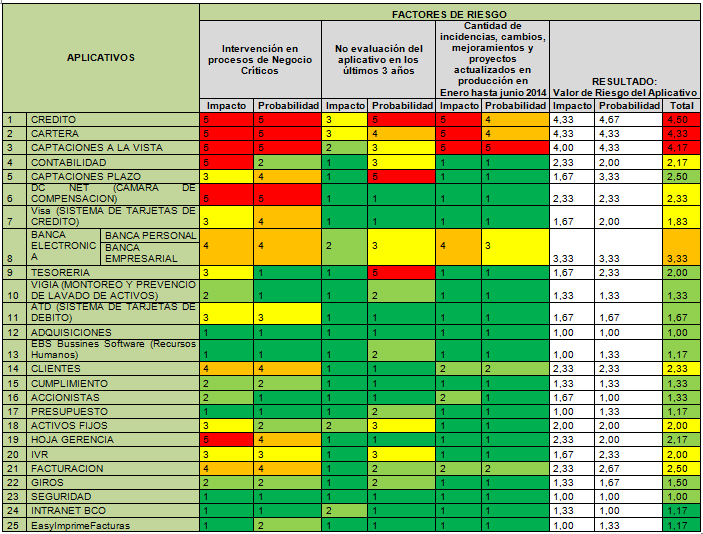 FACTORES DE RIESGO
APLICATIVOS
Intervención en
procesos de Negocio
Críticos
No evaluación del
aplicativo en los
últimos 3 años
Cantidad de
incidencias, cambios,
mejoramientos y
proyectos
actualizados en
producción en
Enero hasta junio 2014
RESULTADO:
Valor de Riesgo del Aplicativo
Impacto Probabilidad Impacto Probabilidad Impacto Probabilidad Impacto Probabilidad Total
1 CREDITO 5 5 3 5 5 4 4,33 4,67 4,50
2 CARTERA 5 5 3 4 5 4 4,33 4,33 4,33
3 CAPTACIONES A LA VISTA 5 5 2 3 5 5 4,00 4,33 4,17
4 CONTABILIDAD 5 2 1 3 1 1 2,33 2,00 2,17
5 CAPTACIONES PLAZO 3 4 1 5 1 1 1,67 3,33 2,50
DC NET (CAMARA DE
6 COMPENSACION) 5 5 1 1 1 1 2,33 2,33 2,33
Visa (SISTEMA DE TARJETAS DE
7 CREDITO) 3 4 1 1 1 1 1,67 2,00 1,83
BANCA
ELECTRONIC
A
BANCA PERSONAL
BANCA
EMPRESARIAL
8 4 4 2 3 4 3 3,33 3,33 3,33
9 TESORERIA 3 1 1 5 1 1 1,67 2,33 2,00
VIGIA (MONTOREO Y PREVENCIO
10 DE LAVADO DE ACTIVOS) 2 1 1 2 1 1 1,33 1,33 1,33
ATD (SISTEMA DE TARJETAS DE
11 DEBITO) 3 3 1 1 1 1 1,67 1,67 1,67
12 ADQUISICIONES 1 1 1 1 1 1 1,00 1,00 1,00
EBS Bussines Software (Recursos
13 Humanos) 1 1 1 2 1 1 1,00 1,33 1,17
14 CLIENTES 4 4 1 1 2 2 2,33 2,33 2,33
15 CUMPLIMIENTO 2 2 1 1 1 1 1,33 1,33 1,33
16 ACCIONISTAS 2 2 1 1 2 1 1,67 1,00 1,33
17 PRESUPUESTO 1 1 1 2 1 1 1,00 1,33 1,17
18 ACTIVOS FIJOS 3 2 2 3 1 1 2,00 2,00 2,00
19 HOJA GERENCIA 5 4 1 1 1 1 2,33 2,00 2,17
20 IVR 3 3 1 3 1 1 1,67 2,33 2,00
21 FACTURACION 4 4 1 2 2 2 2,33 2,67 2,50
22 GIROS 2 2 1 2 1 1 1,33 1,67 1,50
23 SEGURIDAD 1 1 1 1 1 1 1,00 1,00 1,00
24 INTRANET BCO 1 1 2 1 1 1 1,33 1,00 1,17
25 EasyImprimeFacturas 1 2 1 1 1 1 1,00 1,33 1,17